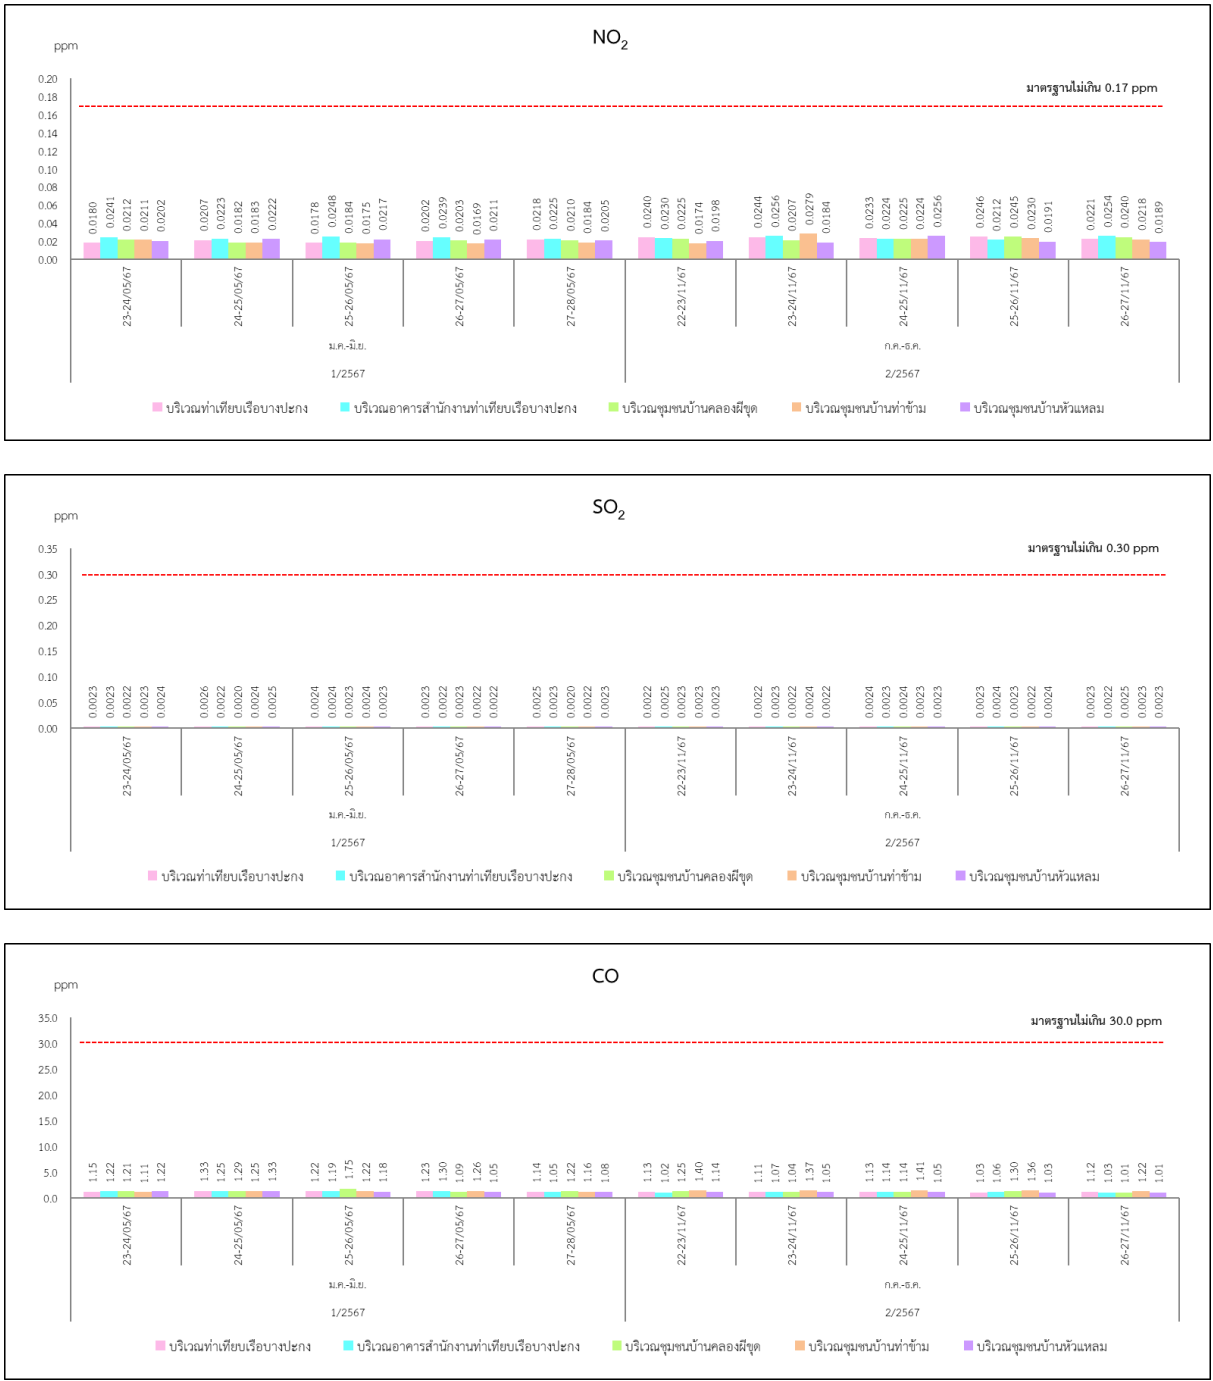 NO2
ppm
มาตรฐานไม่เกิน 0.17 ppm
0.20
0.18
0.16
0.14
0.12
0.10
0.08
0.06
0.04
0.02
0.00
0.0180 0.0241 0.0212 0.0211 0.0202 0.0207 0.0223 0.0182 0.0183 0.0222 0.0178 0.0248 0.0184 0.0175 0.0217 0.0202 0.0239 0.0203 0.0169 0.0211 0.0218 0.0225 0.0210 0.0184 0.0205 0.0240 0.0230 0.0225 0.0174 0.0198 0.0244 0.0256 0.0207 0.0279 0.0184 0.0233 0.0224 0.0225 0.0224 0.0256 0.0246 0.0212 0.0245 0.0230 0.0191 0.0221 0.0254 0.0240 0.0218 0.0189
23-24/05/67 24-25/05/67 25-26/05/67 26-27/05/67 27-28/05/67 22-23/11/67 23-24/11/67 24-25/11/67 25-26/11/67 26-27/11/67
ม.ค.-มิ.ย. ก.ค.-ธ.ค.
1/2567 2/2567
บริเวณท่าเทียบเรือบางปะกง บริเวณอาคารสำนักงานท่าเทียบเรือบางปะกง บริเวณชุมชนบ้านคลองผีขุด บริเวณชุมชนบ้านท่าข้าม บริเวณชุมชนบ้านหัวแหลม
SO2
ppm
มาตรฐานไม่เกิน 0.30 ppm
0.35
0.30
0.25
0.20
0.15
0.10
0.05
0.00
0.0023 0.0023 0.0022 0.0023 0.0024 0.0026 0.0022 0.0020 0.0024 0.0025 0.0024 0.0024 0.0023 0.0024 0.0023 0.0023 0.0022 0.0023 0.0022 0.0022 0.0025 0.0023 0.0020 0.0022 0.0023 0.0022 0.0025 0.0023 0.0023 0.0023 0.0022 0.0023 0.0022 0.0024 0.0022 0.0024 0.0023 0.0024 0.0023 0.0023 0.0023 0.0024 0.0023 0.0022 0.0024 0.0023 0.0022 0.0025 0.0023 0.0023
23-24/05/67 24-25/05/67 25-26/05/67 26-27/05/67 27-28/05/67 22-23/11/67 23-24/11/67 24-25/11/67 25-26/11/67 26-27/11/67
ม.ค.-มิ.ย. ก.ค.-ธ.ค.
1/2567 2/2567
บริเวณท่าเทียบเรือบางปะกง บริเวณอาคารสำนักงานท่าเทียบเรือบางปะกง บริเวณชุมชนบ้านคลองผีขุด บริเวณชุมชนบ้านท่าข้าม บริเวณชุมชนบ้านหัวแหลม
CO
ppm
มาตรฐานไม่เกิน 30.0 ppm
35.0
30.0
25.0
20.0
15.0
10.0
5.0
0.0
1.15 1.22 1.21 1.11 1.22 1.33 1.25 1.29 1.25 1.33 1.22 1.19 1.75 1.22 1.18 1.23 1.30 1.09 1.26 1.05 1.14 1.05 1.22 1.16 1.08 1.13 1.02 1.25 1.40 1.14 1.11 1.07 1.04 1.37 1.05 1.13 1.14 1.14 1.41 1.05 1.03 1.06 1.30 1.36 1.03 1.12 1.03 1.01 1.22 1.01
23-24/05/67 24-25/05/67 25-26/05/67 26-27/05/67 27-28/05/67 22-23/11/67 23-24/11/67 24-25/11/67 25-26/11/67 26-27/11/67
ม.ค.-มิ.ย. ก.ค.-ธ.ค.
1/2567 2/2567
บริเวณท่าเทียบเรือบางปะกง บริเวณอาคารสำนักงานท่าเทียบเรือบางปะกง บริเวณชุมชนบ้านคลองผีขุด บริเวณชุมชนบ้านท่าข้าม บริเวณชุมชนบ้านหัวแหลม